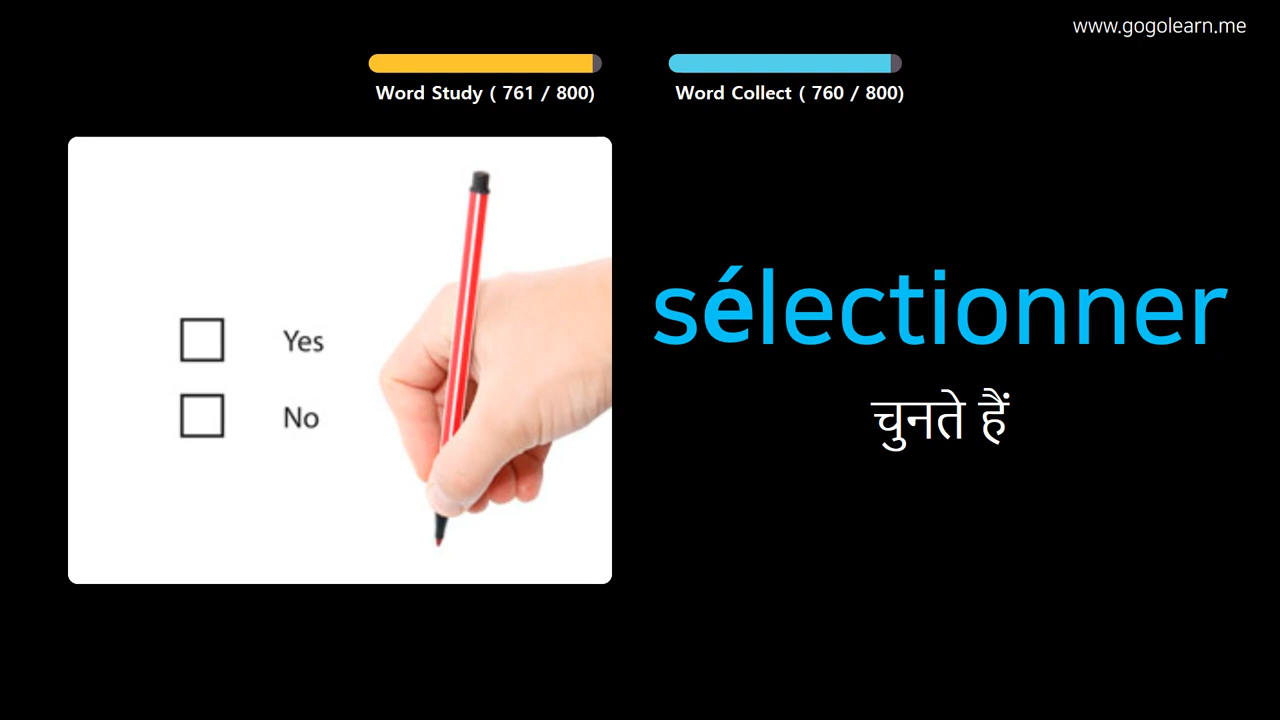 www.gogolearn.me
Word Study ( 761 / 800)
Word Collect ( 760 / 800)
Yes
No
sélectionner
चुनते हैं